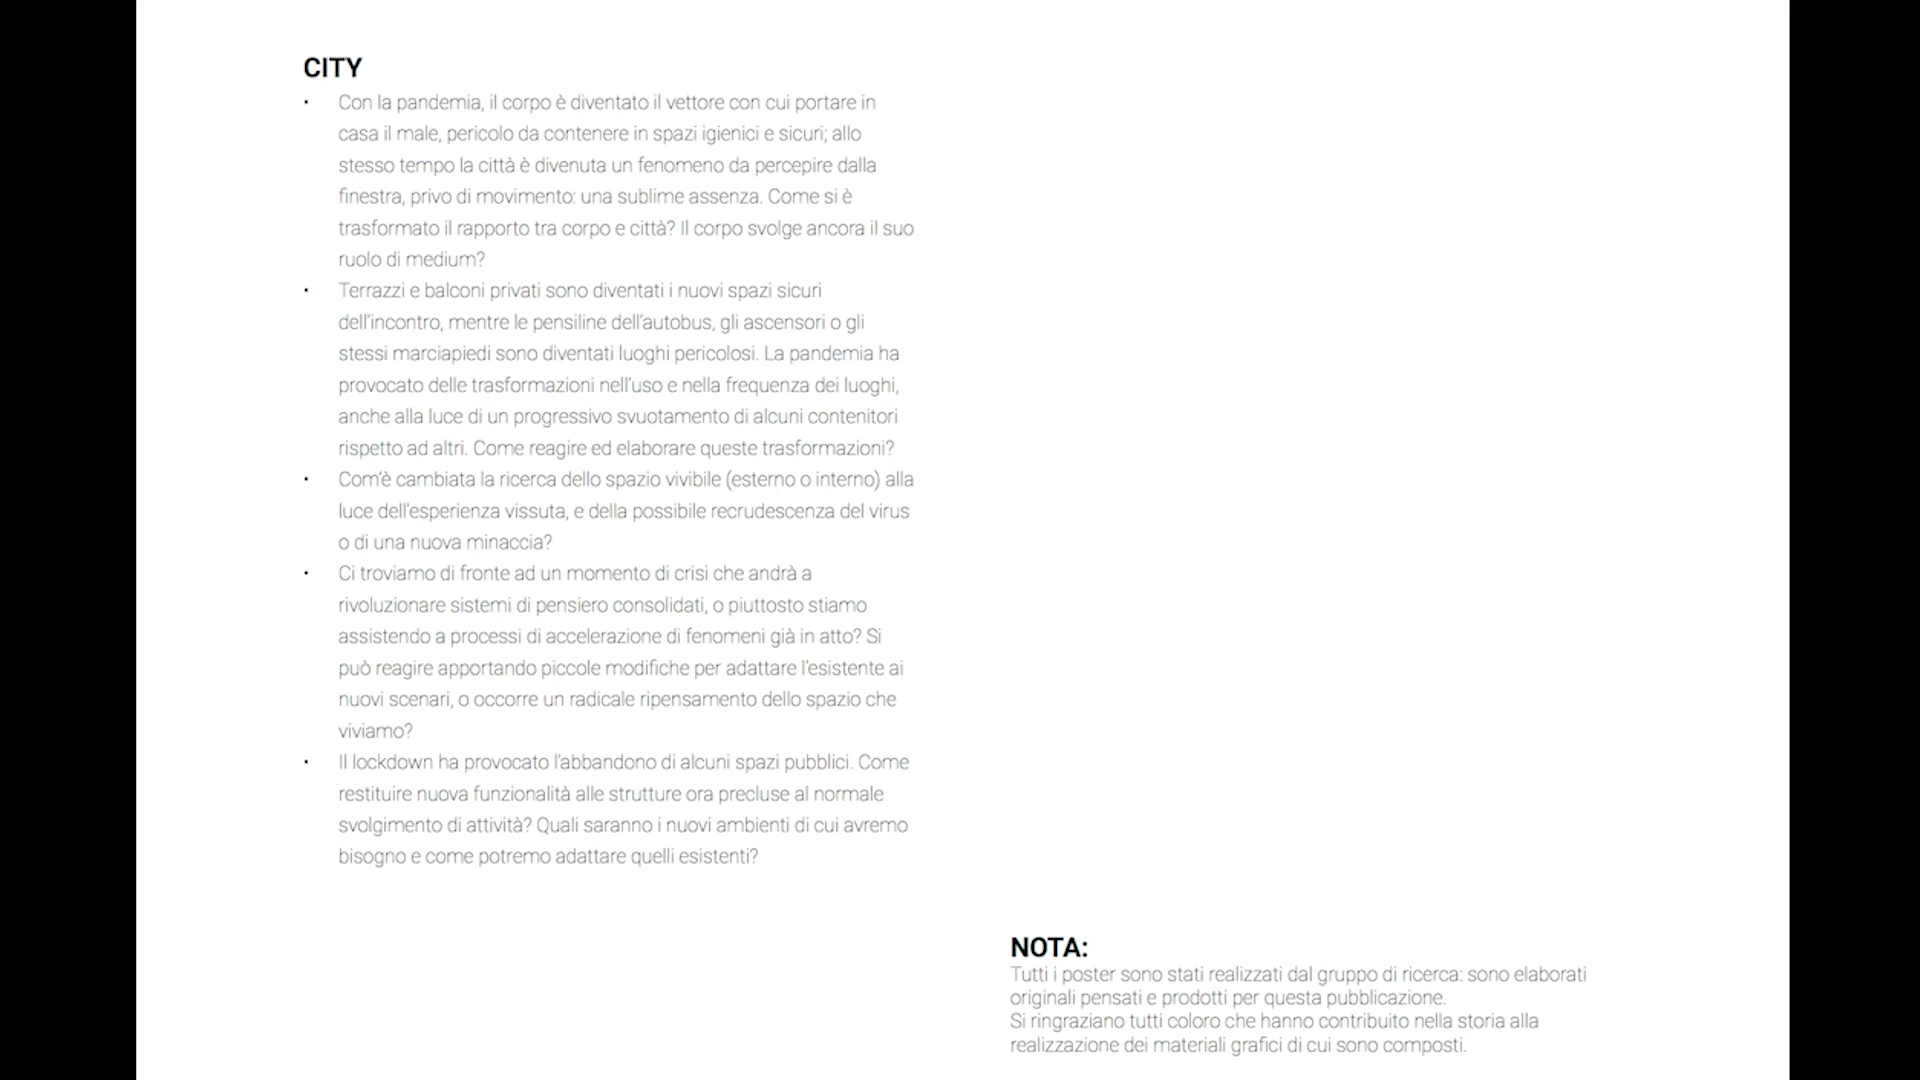 CITY
• Con la pandemia, il corpo è diventato il vettore con cui portare in
casa il male, pericolo da contenere in spazi igienici e sicuri; allo
stesso tempo la città è divenuta un fenomeno da percepire dalla
finestra, privo di movimento: una sublime assenza. Come si è
trasformato il rapporto tra corpo e città? Il corpo svolge ancora il suo
ruolo di medium?
• Terrazzi e balconi privati sono diventati i nuovi spazi sicuri
dell'incontro, mentre le pensiline dell'autobus, gli ascensori o gli
stessi marciapiedi sono diventati luoghi pericolosi. La pandemia ha
provocato delle trasformazioni nell'uso e nella frequenza dei luoghi,
anche alla luce di un progressivo svuotamento di alcuni contenitori
rispetto ad altri. Come reagire ed elaborare queste trasformazioni?
• Com'è cambiata la ricerca dello spazio vivibile (esterno o interno) alla
luce dell'esperienza vissuta, e della possibile recrudescenza del virus
o di una nuova minaccia?
• Ci troviamo di fronte ad un momento di crisi che andrà a
rivoluzionare sistemi di pensiero consolidati, o piuttosto stiamo
assistendo a processi di accelerazione di fenomeni già in atto? Si
può reagire apportando piccole modifiche per adattare l'esistente ai
nuovi scenari, o occorre un radicale ripensamento dello spazio che
viviamo?
• Il lockdown ha provocato l'abbandono di alcuni spazi pubblici. Come
restituire nuova funzionalità alle strutture ora precluse al normale
svolgimento di attività? Quali saranno i nuovi ambienti di cui avremo
bisogno e come potremo adattare quelli esistenti?
NOTA:
Tutti i poster sono stati realizzati dal gruppo di ricerca: sono elaborati
originali pensati e prodotti per questa pubblicazione.
Si ringraziano tutti coloro che hanno contribuito nella storia alla
realizzazione dei materiali grafici di cui sono composti.